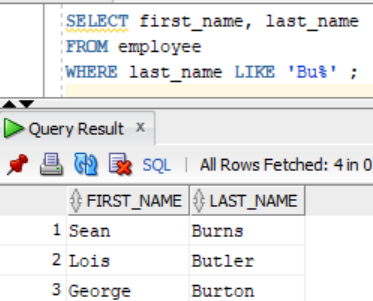 SELECT first_name, last_name
FROM employee
WHERE last_name LIKE 'Bu%' ;
Query Result x
SQL | All Rows Fetched: 4 in 0
FIRST_NAME LAST_NAME
1 Sean Burns
2 Lois Butler
3 George Burton